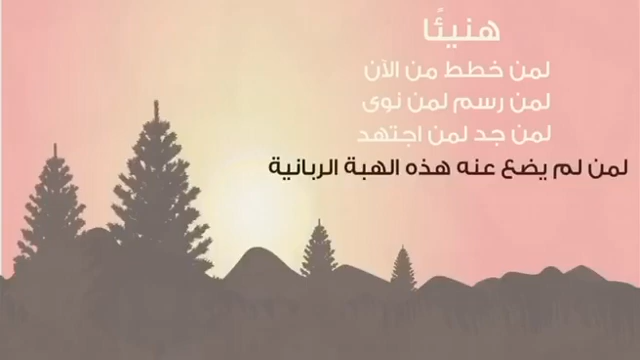 هنيئًا
لمن خطط من الآن
لمن رسم لمن نوى
لمن جد لمن اجتهد
لمن لم يضع عنه هذه الهبة الربانية